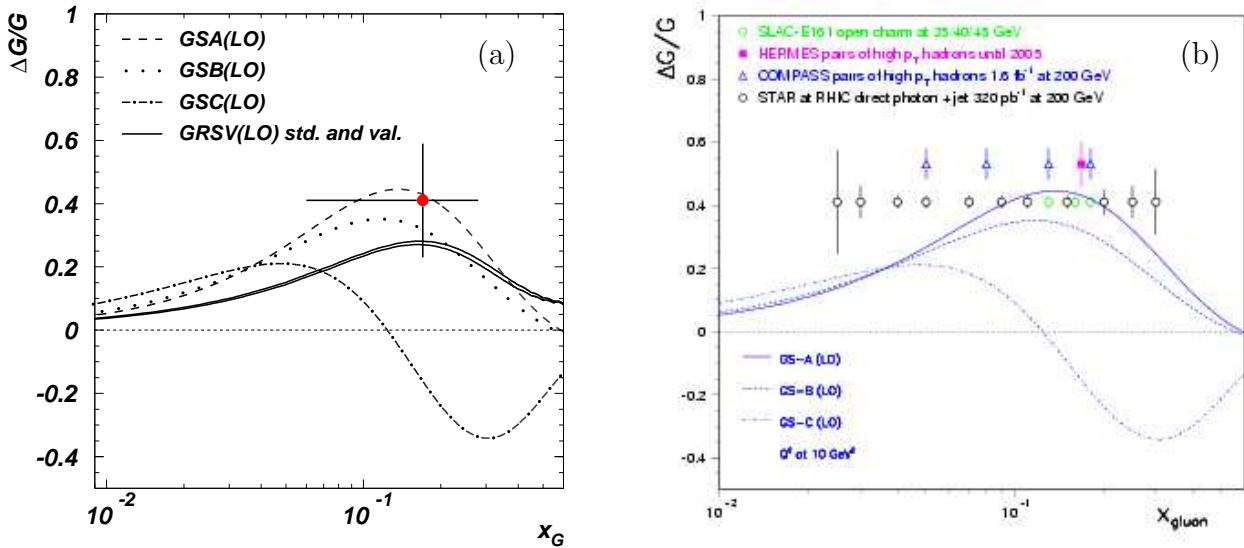 ΔG/G
1
0.8
0.6
0.4
0.2
0
-0.2
-0.4
GSA(LO)
GSB(LO)
GSC(LO)
GRSV(LO) std. and val.
(a)
10⁻²
10⁻¹
x_G
ΔG/G
1
0.8
0.6
0.4
0.2
0
-0.2
-0.4
SLAC-E161 open charm at 25/40/45 GeV
HERMES pairs of high p_T hadrons until 2005
COMPASS pairs of high p_T hadrons 1.6 fb⁻¹ at 200 GeV
STAR at RHIC direct photon + jet 320 pb⁻¹ at 200 GeV
(b)
GS-A (LO)
GS-B (LO)
GS-C (LO)
Q² at 10 GeV²
10⁻²
10⁻¹
X_gluon